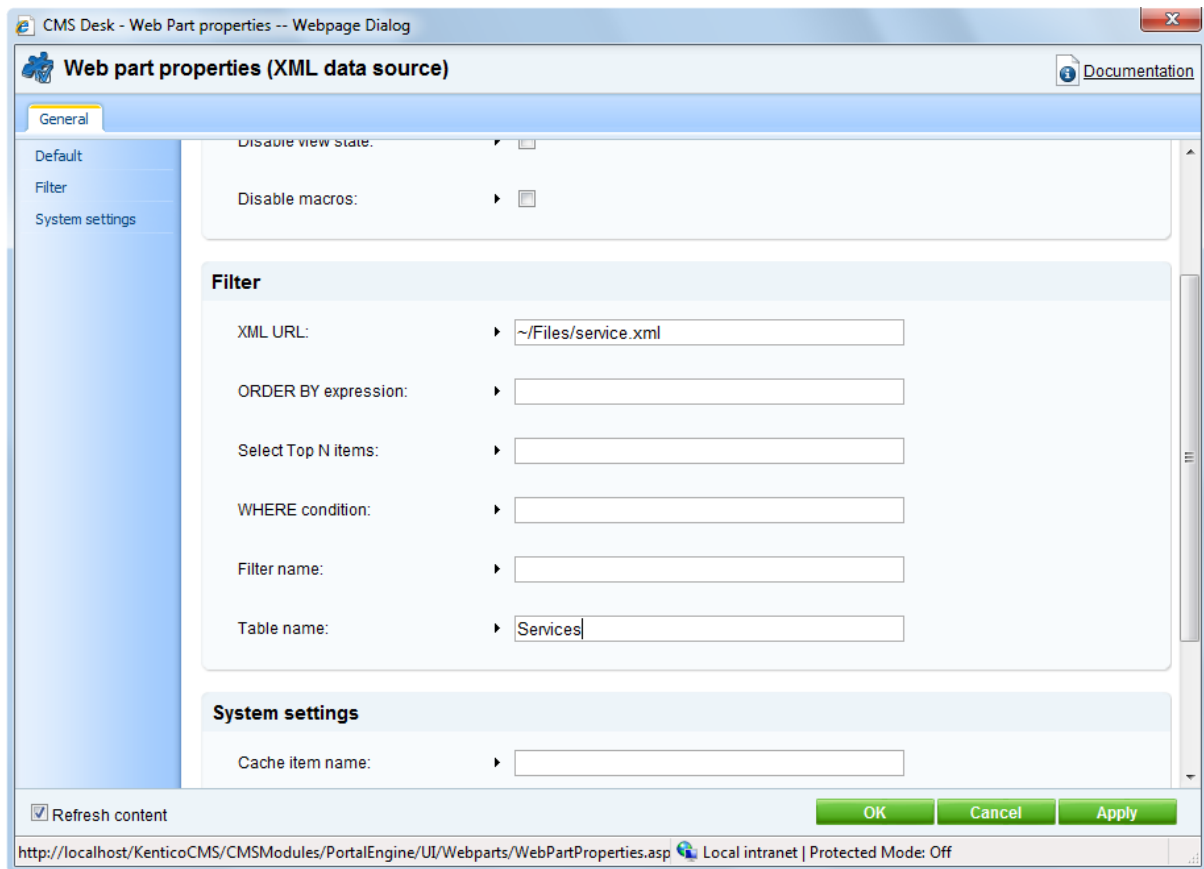 CMS Desk - Web Part properties -- Webpage Dialog
Web part properties (XML data source)
Documentation
General
Default
Filter
System settings
Disable view state:
Disable macros:
Filter
XML URL:
~/Files/service.xml
ORDER BY expression:
Select Top N items:
WHERE condition:
Filter name:
Table name:
Services
System settings
Cache item name:
Refresh content
OK
Cancel
Apply
http://localhost/KenticoCMS/CMSModules/PortalEngine/UI/Webparts/WebPartProperties.asp
Local intranet | Protected Mode: Off